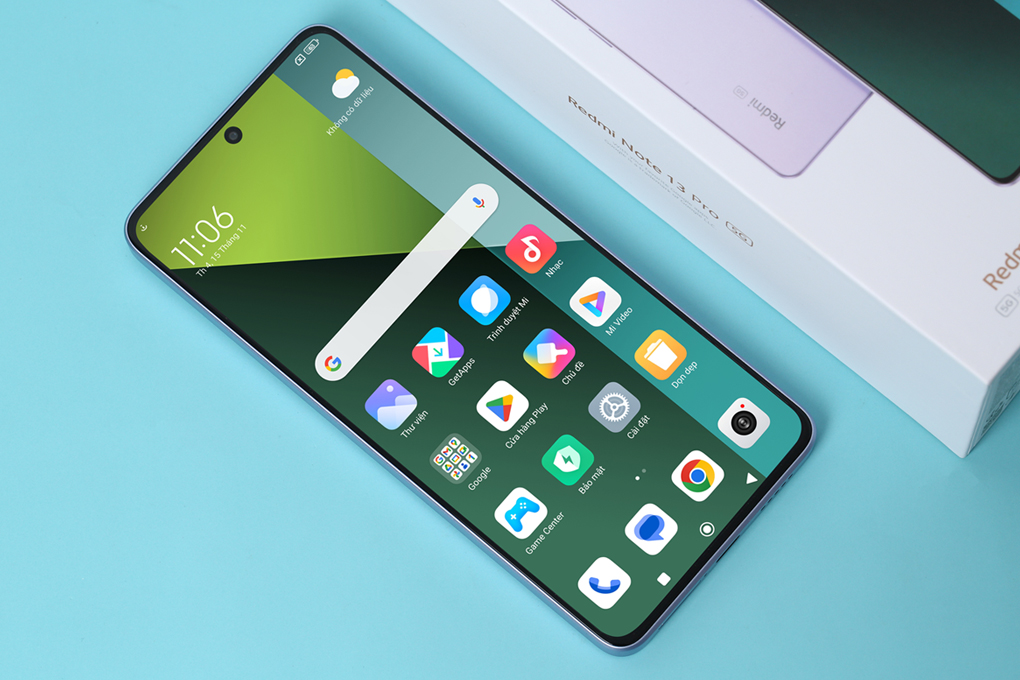 Không có dữ liệu
11:06
Th 4, 15 Tháng 11
Nhạc
Trình duyệt Mi
Mi Video
GetApps
Chủ đề
Dọn dẹp
Thư viện
Cửa hàng Play
Cài đặt
Google
Bảo mật
Game Center
Redmi
Redmi Note 13 Pro 5G
5G